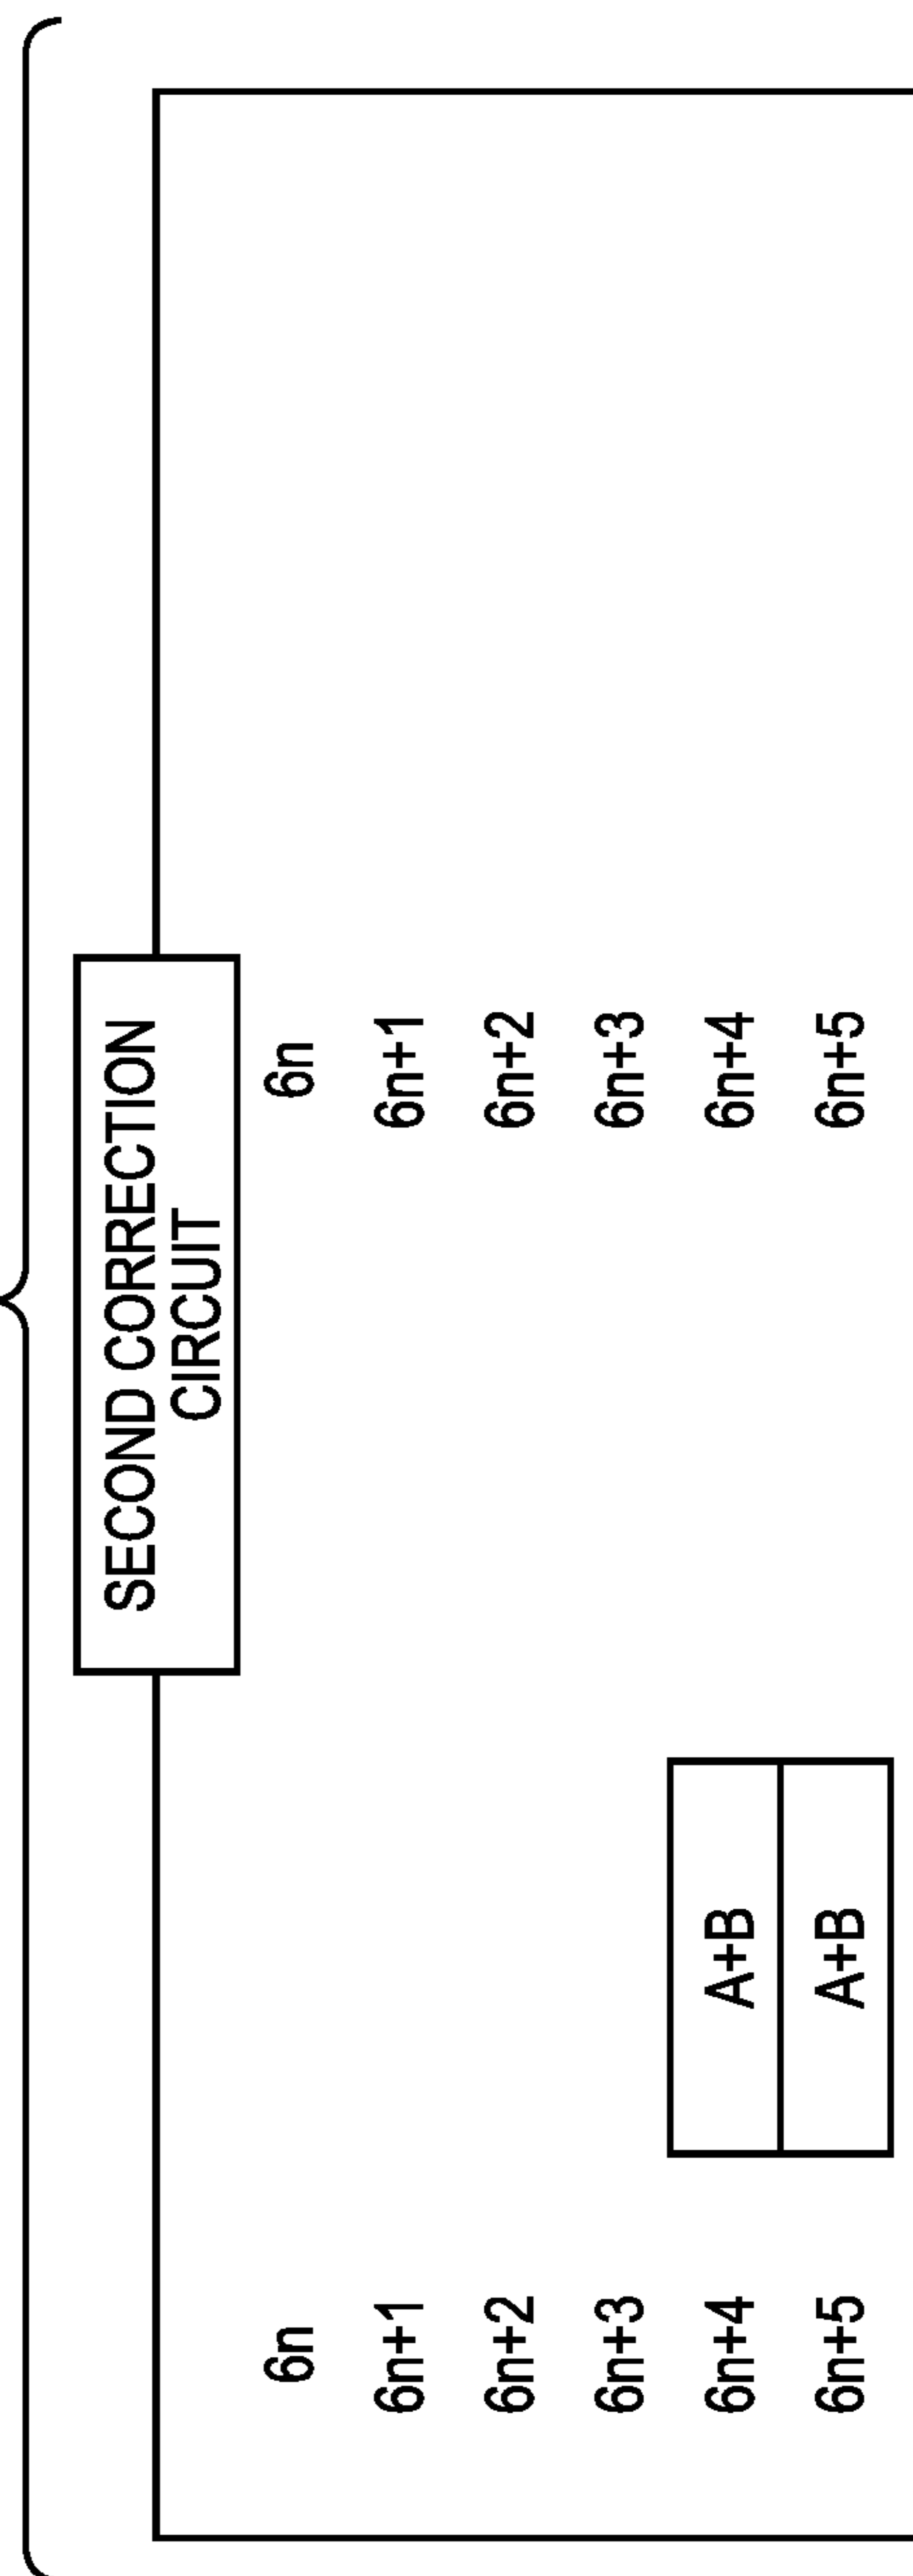 SECOND CORRECTION
CIRCUIT
6n 6n
6n+1 6n+1
6n+2 6n+2
6n+3 6n+3
6n+4 A+B 6n+4
6n+5 A+B 6n+5